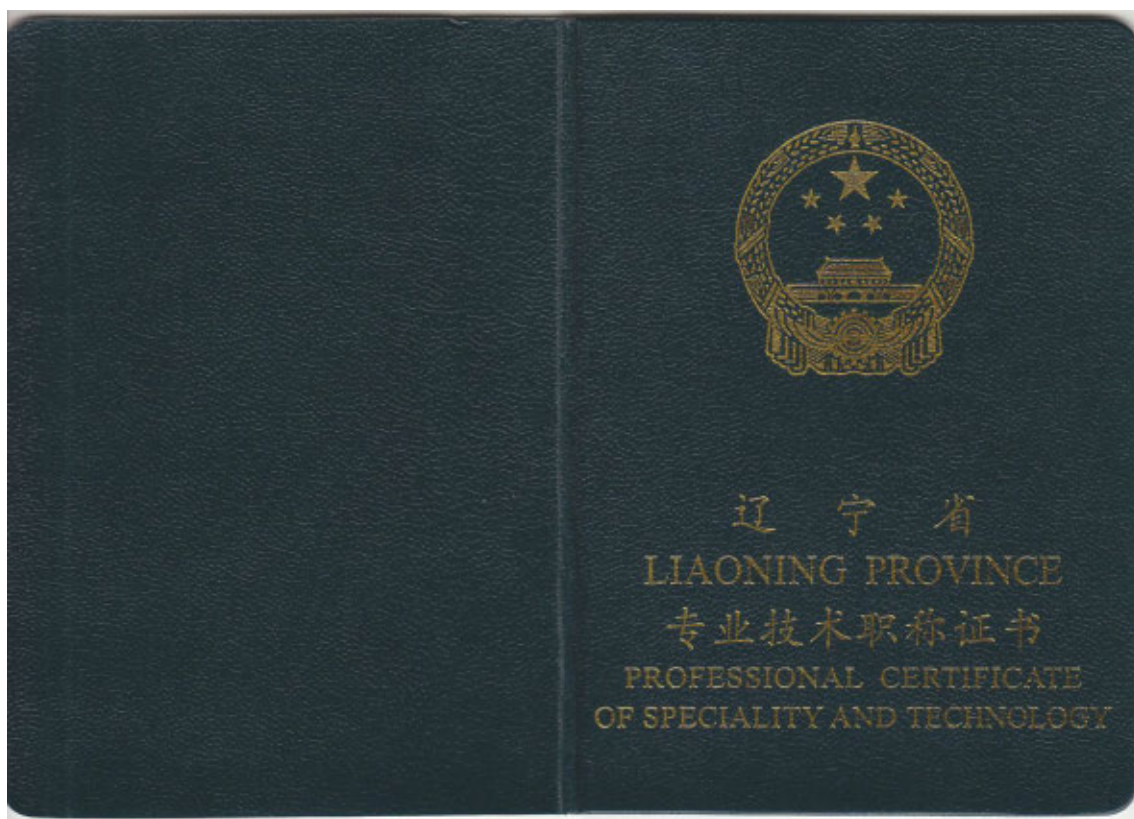 辽宁省
LIAONING PROVINCE
专业技术职称证书
PROFESSIONAL CERTIFICATE
OF SPECIALITY AND TECHNOLOGY